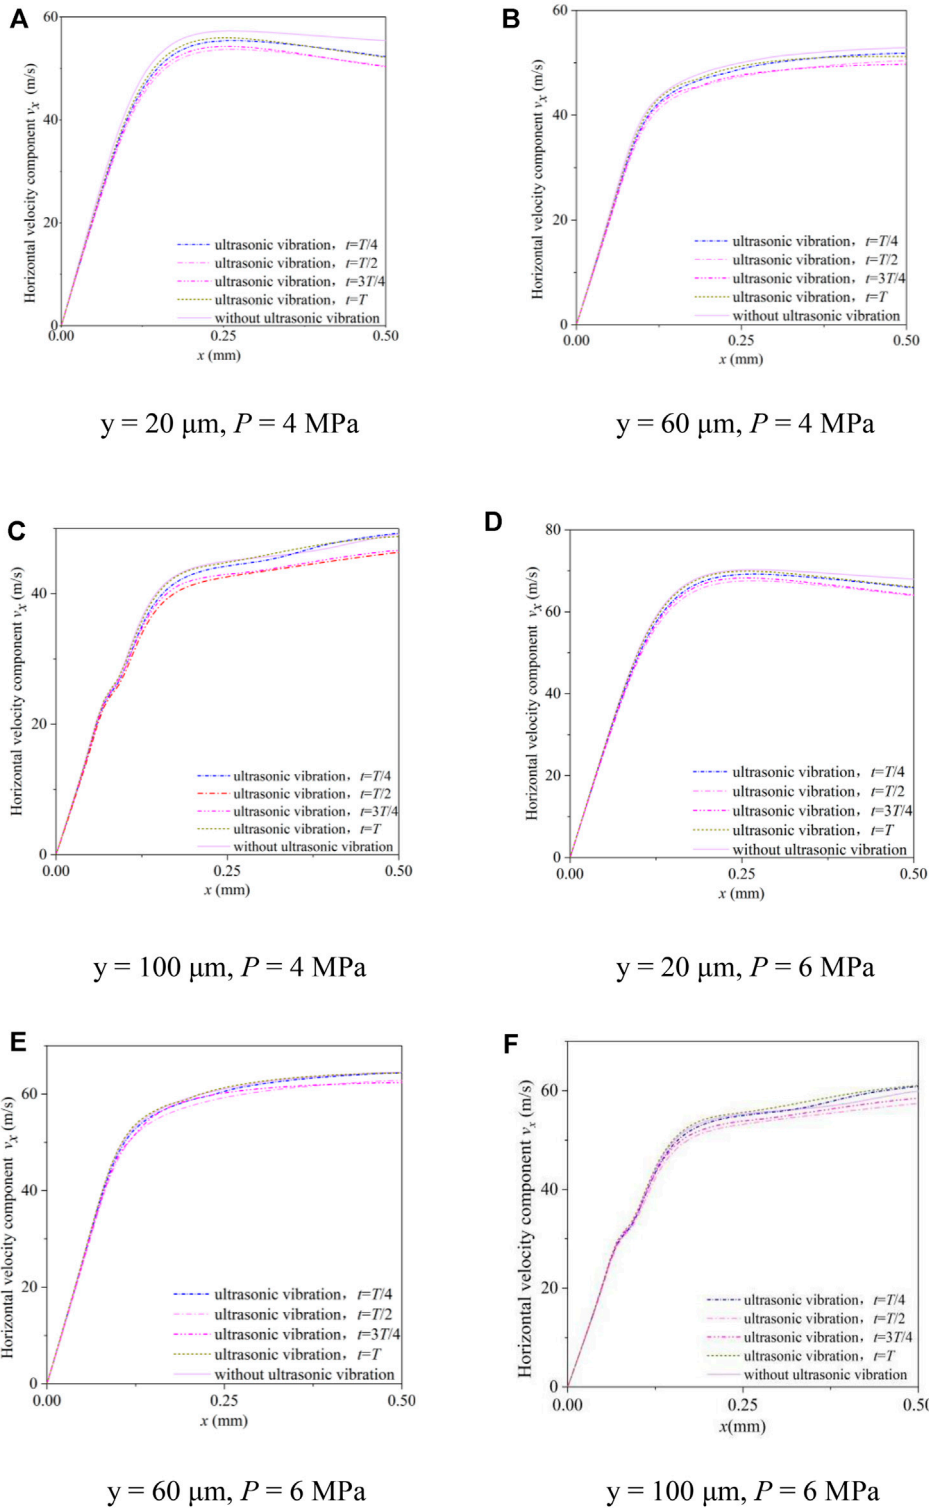 A
Horizontal velocity component vx (m/s)
60
40
20
0
ultrasonic vibration, t=T/4
ultrasonic vibration, t=T/2
ultrasonic vibration, t=3T/4
ultrasonic vibration, t=T
without ultrasonic vibration
0.00 0.25 0.50
x (mm)
y = 20 μm, P = 4 MPa
B
Horizontal velocity component vx (m/s)
60
40
20
0
ultrasonic vibration, t=T/4
ultrasonic vibration, t=T/2
ultrasonic vibration, t=3T/4
ultrasonic vibration, t=T
without ultrasonic vibration
0.00 0.25 0.50
x (mm)
y = 60 μm, P = 4 MPa
C
Horizontal velocity component vx (m/s)
40
20
0
ultrasonic vibration, t=T/4
ultrasonic vibration, t=T/2
ultrasonic vibration, t=3T/4
ultrasonic vibration, t=T
without ultrasonic vibration
0.00 0.25 0.50
x (mm)
y = 100 μm, P = 4 MPa
D
Horizontal velocity component vx (m/s)
80
60
40
20
0
ultrasonic vibration, t=T/4
ultrasonic vibration, t=T/2
ultrasonic vibration, t=3T/4
ultrasonic vibration, t=T
without ultrasonic vibration
0.00 0.25 0.50
x (mm)
y = 20 μm, P = 6 MPa
E
Horizontal velocity component vx (m/s)
60
40
20
0
ultrasonic vibration, t=T/4
ultrasonic vibration, t=T/2
ultrasonic vibration, t=3T/4
ultrasonic vibration, t=T
without ultrasonic vibration
0.00 0.25 0.50
x (mm)
y = 60 μm, P = 6 MPa
F
Horizontal velocity component vx (m/s)
60
40
20
0
ultrasonic vibration, t=T/4
ultrasonic vibration, t=T/2
ultrasonic vibration, t=3T/4
ultrasonic vibration, t=T
without ultrasonic vibration
0.00 0.25 0.50
x(mm)
y = 100 μm, P = 6 MPa